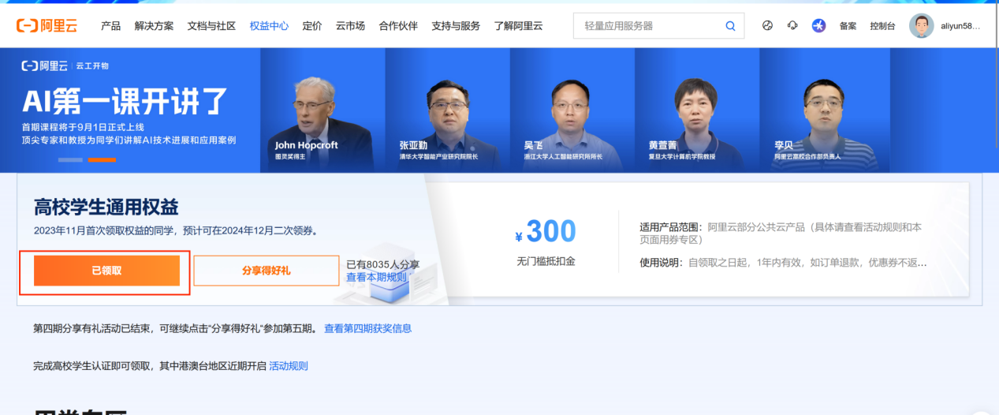 阿里云
产品 解决方案 文档与社区 权益中心 定价 云市场 合作伙伴 支持与服务 了解阿里云
轻量应用服务器
备案 控制台 aliyun58...
阿里云 | 云工开物
AI第一课开讲了
首期课程将于9月1日正式上线
顶尖专家和教授为同学们讲解AI技术进展和应用案例
John Hopcroft
图灵奖得主
张亚勤
清华大学智能产业研究院院长
吴飞
浙江大学人工智能研究所所长
黄萱菁
复旦大学计算机学院教授
李贝
阿里云高校合作部负责人
高校学生通用权益
2023年11月首次领取权益的同学，预计可在2024年12月二次领券。
已领取
分享得好礼
已有8035人分享
查看本期规则
¥300
无门槛抵扣金
适用产品范围：阿里云部分公共云产品（具体请查看活动规则和本
页面用券专区）
使用说明：自领取之日起，1年内有效，如订单退款，优惠券不返...
第四期分享有礼活动已结束，可继续点击"分享得好礼"参加第五期。 查看第四期获奖信息
完成高校学生认证即可领取，其中港澳台地区近期开启 活动规则